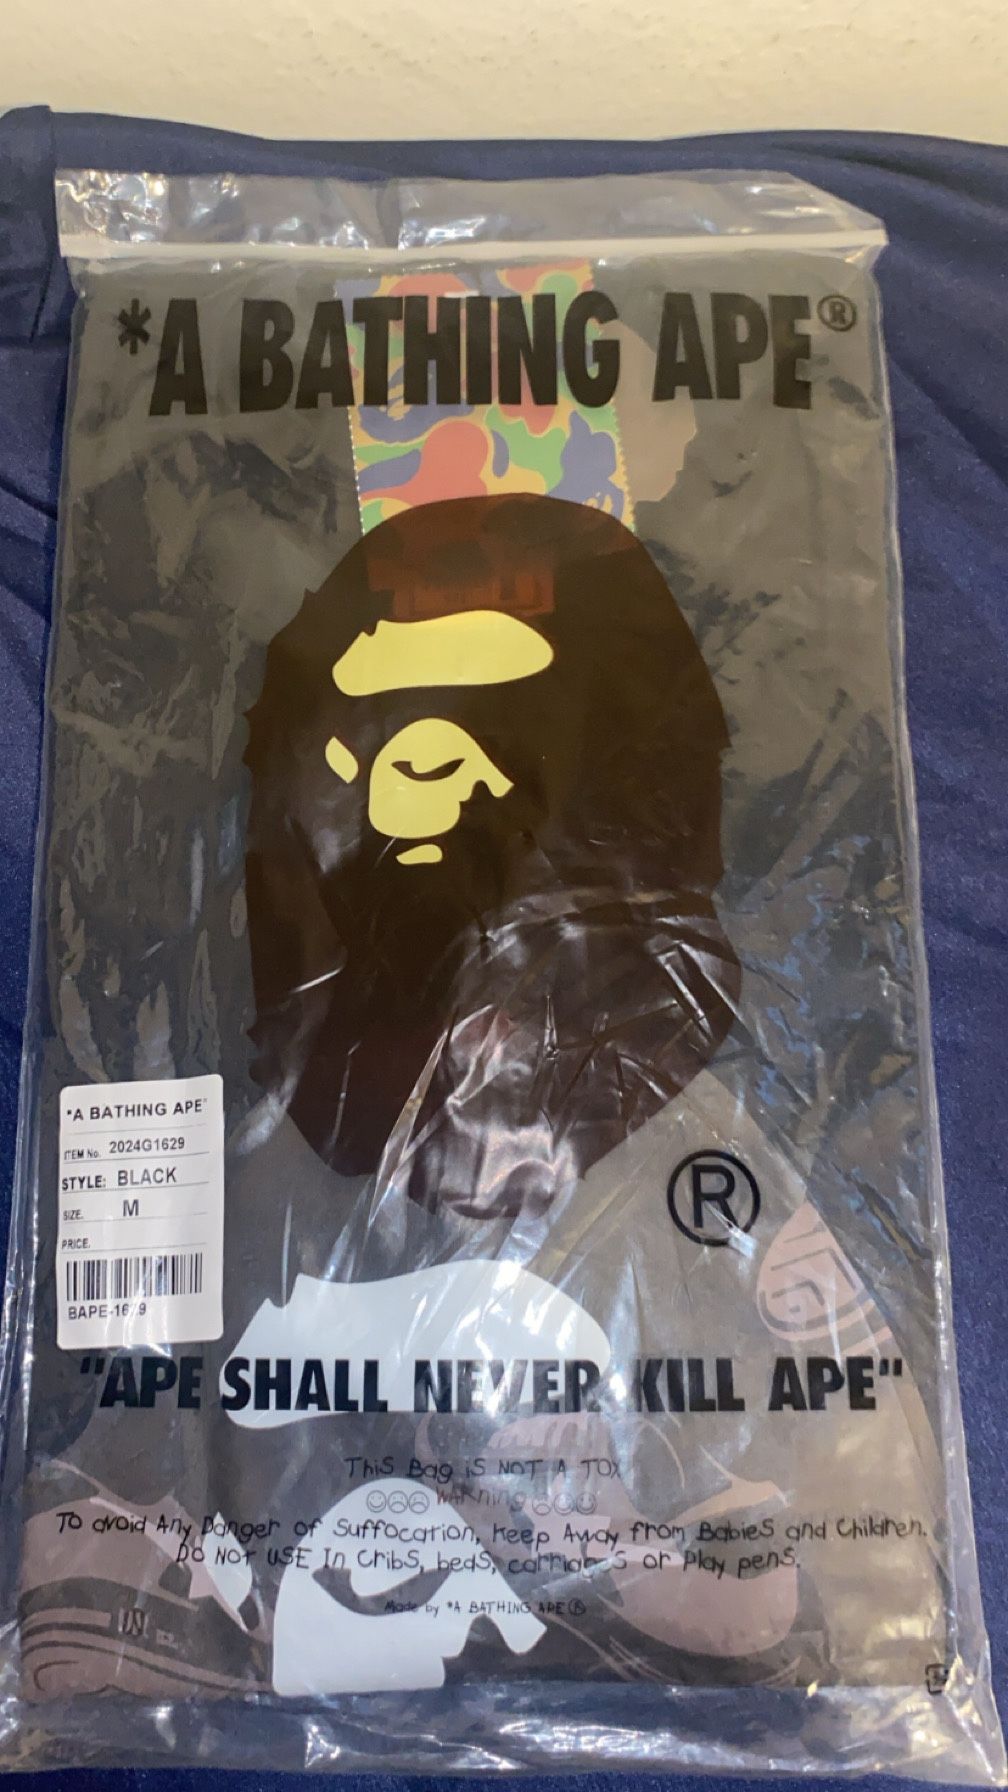 *A BATHING APE®
"A BATHING APE"
ITEM No. 2024G1629
STYLE: BLACK
SIZE. M
PRICE.
BAPE-1629
®
"APE SHALL NEVER KILL APE"
This Bag iS NOT A TOY
WARNing
To avoid Any Danger of Suffocation, Keep Away from Babies and Children.
DO NOT USE In CribS, bedS, carriageS or Play penS.
Made by *A BATHING APE®